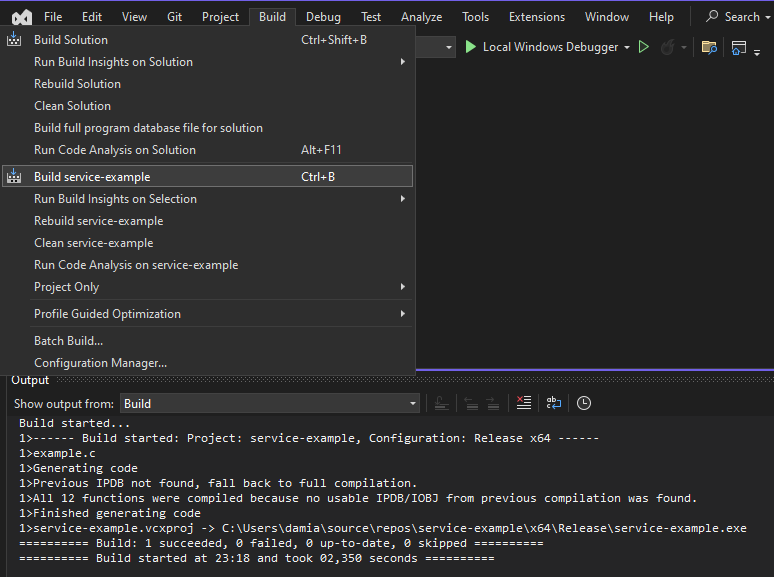 File Edit View Git Project Build Debug Test Analyze Tools Extensions Window Help Search
Build Solution Ctrl+Shift+B
Local Windows Debugger
Run Build Insights on Solution
Rebuild Solution
Clean Solution
Build full program database file for solution
Run Code Analysis on Solution Alt+F11
Build service-example Ctrl+B
Run Build Insights on Selection
Rebuild service-example
Clean service-example
Run Code Analysis on service-example
Project Only
Profile Guided Optimization
Batch Build...
Configuration Manager...
Output
Show output from: Build
Build started...
1>------ Build started: Project: service-example, Configuration: Release x64 ------
1>example.c
1>Generating code
1>Previous IPDB not found, fall back to full compilation.
1>All 12 functions were compiled because no usable IPDB/IOBJ from previous compilation was found.
1>Finished generating code
1>service-example.vcxproj -> C:\Users\damia\source\repos\service-example\x64\Release\service-example.exe
========== Build: 1 succeeded, 0 failed, 0 up-to-date, 0 skipped ==========
========== Build started at 23:18 and took 02,350 seconds ==========